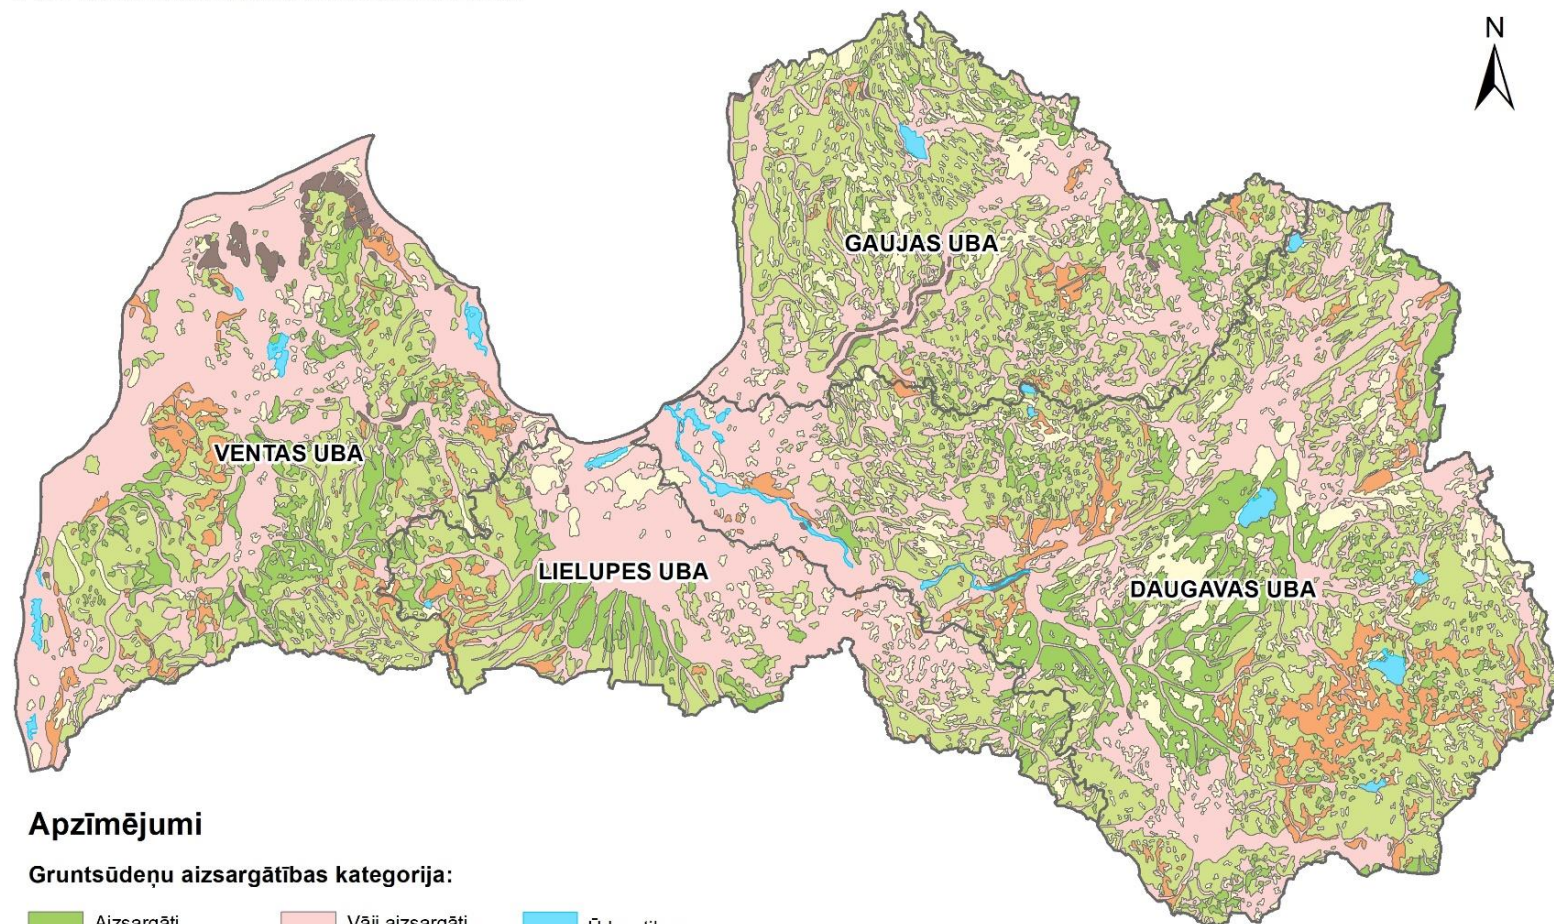 N
GAUJAS UBA
VENTAS UBA
LIELUPES UBA
DAUGAVAS UBA
Apzīmējumi
Gruntsūdeņu aizsargātības kategorija:
Aizsargāti
Vāji aizsargāti